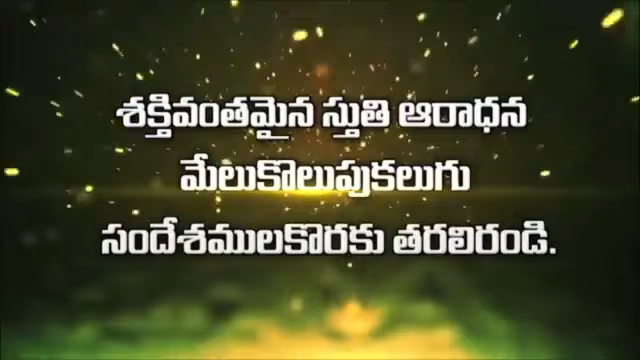 శక్తివంతమైన స్తుతి ఆరాధన
మేలుకొలుపుకలుగు
సందేశములకొరకు తరలిరండి.